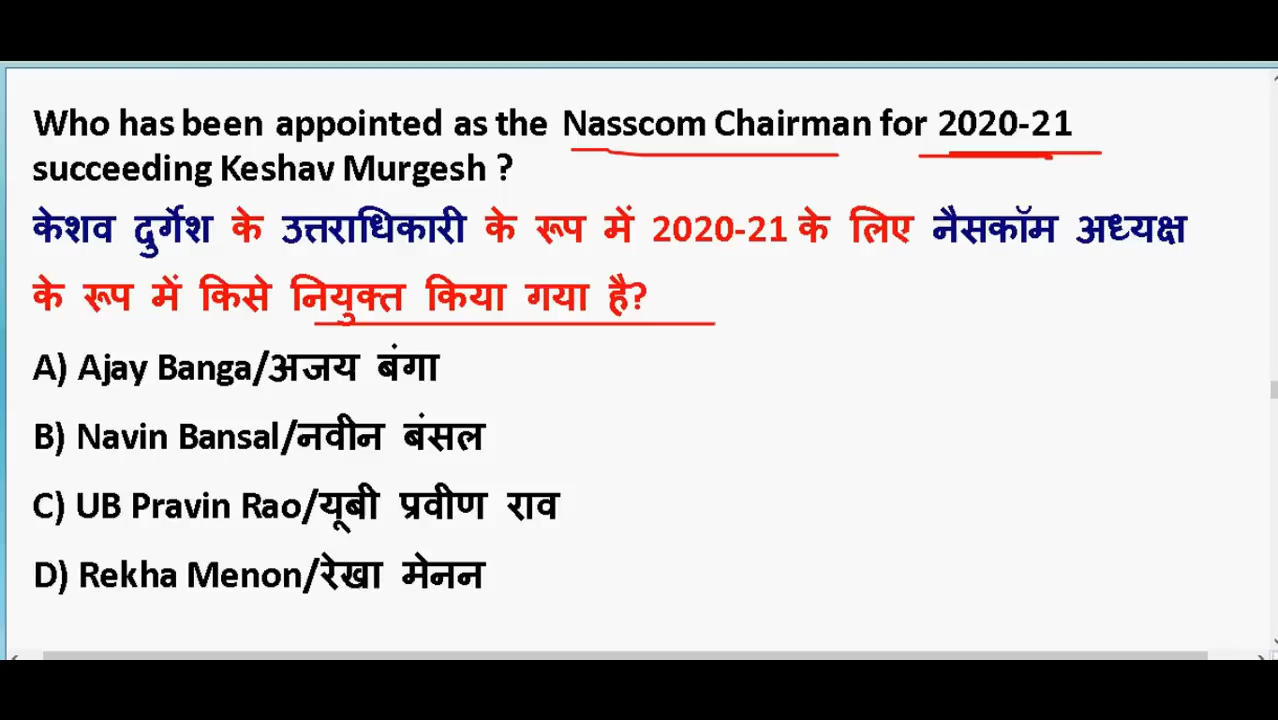 Who has been appointed as the Nasscom Chairman for 2020-21
succeeding Keshav Murgesh ?
केशव दुर्गेश के उत्तराधिकारी के रूप में 2020-21 के लिए नैसकॉम अध्यक्ष
के रूप में किसे नियुक्त किया गया है?
A) Ajay Banga/अजय बंगा
B) Navin Bansal/नवीन बंसल
C) UB Pravin Rao/यूबी प्रवीण राव
D) Rekha Menon/रेखा मेनन